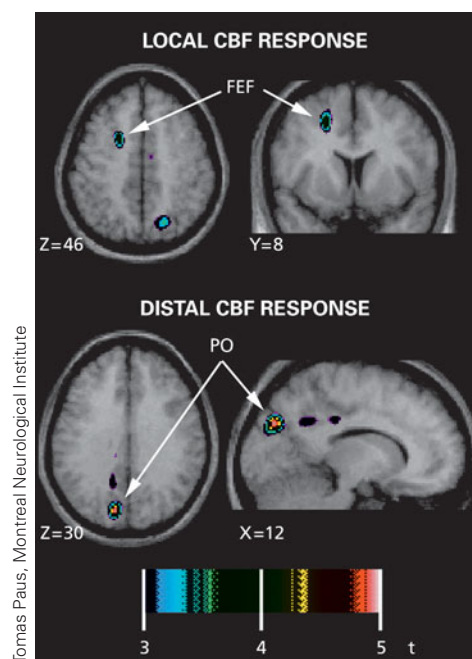 LOCAL CBF RESPONSE
FEF
Z=46
Y=8
DISTAL CBF RESPONSE
PO
Z=30
X=12
3 4 5 t
Tomas Paus, Montreal Neurological Institute